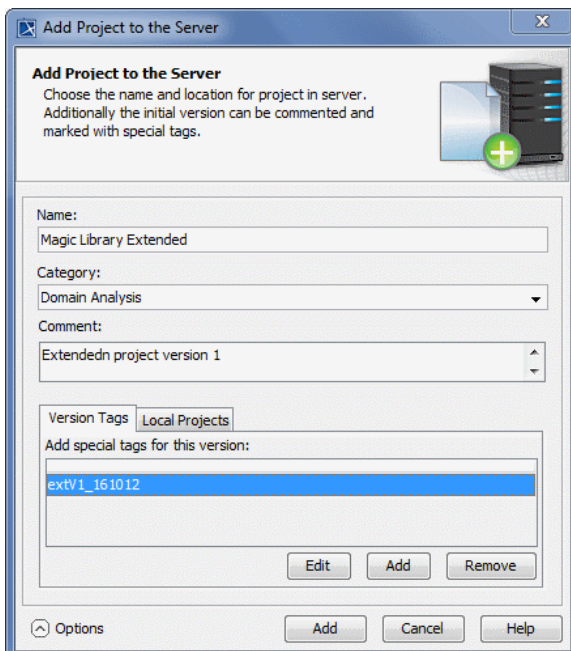 Add Project to the Server
Add Project to the Server
Choose the name and location for project in server.
Additionally the initial version can be commented and
marked with special tags.
Name:
Magic Library Extended
Category:
Domain Analysis
Comment:
Extendedn project version 1
Version Tags Local Projects
Add special tags for this version:
extV1_161012
Edit Add Remove
Options Add Cancel Help